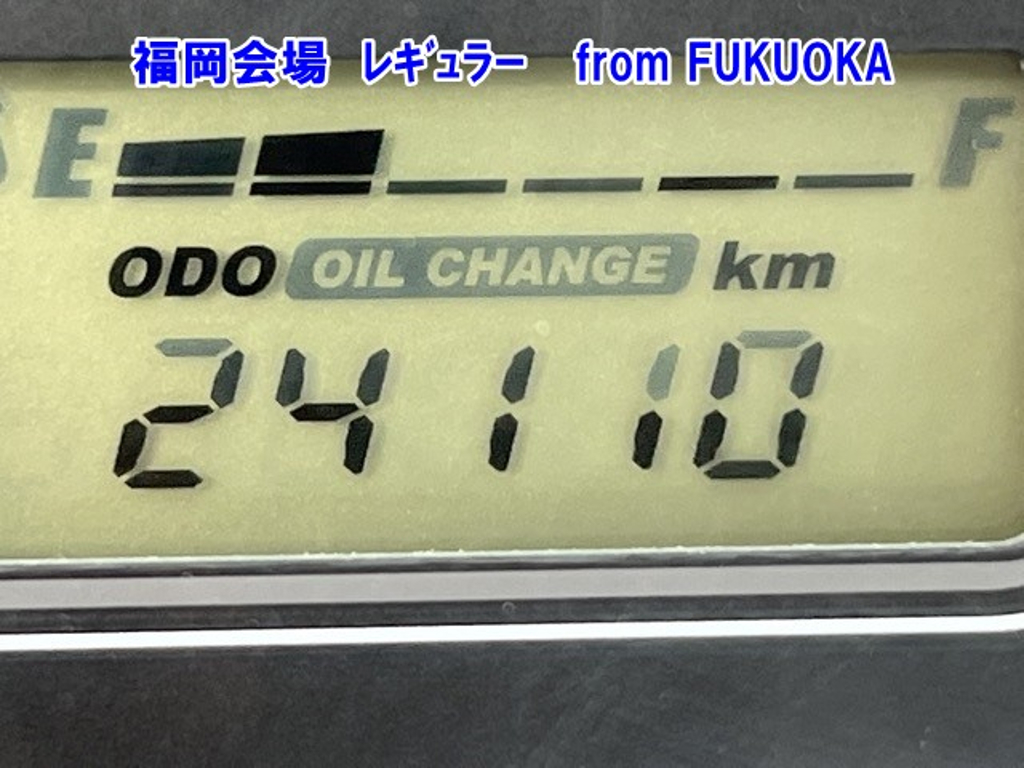 福岡会場 ﾚｷﾞｭﾗｰ from FUKUOKA
E F
ODO OIL CHANGE km
24110